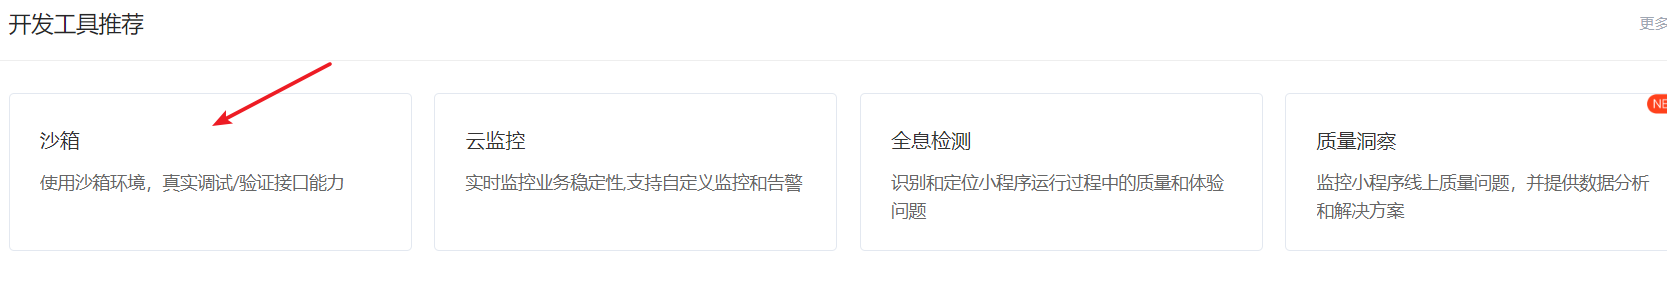 开发工具推荐
更多
沙箱
使用沙箱环境，真实调试/验证接口能力
云监控
实时监控业务稳定性,支持自定义监控和告警
全息检测
识别和定位小程序运行过程中的质量和体验
问题
NE
质量洞察
监控小程序线上质量问题，并提供数据分析
和解决方案